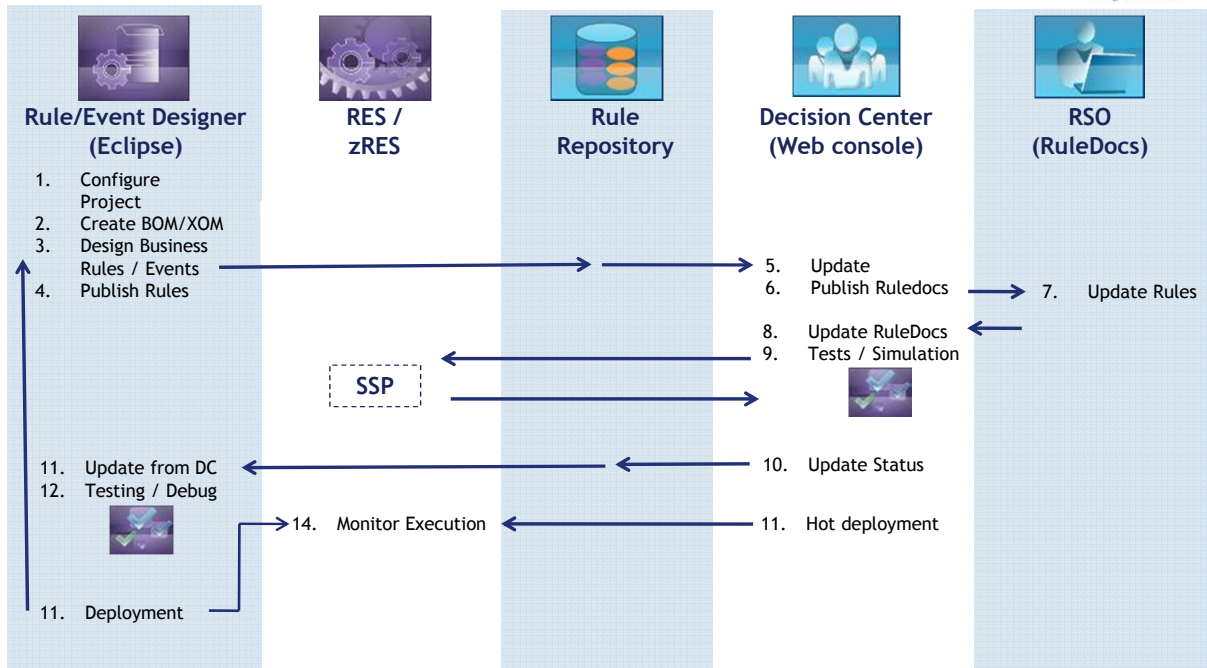 Rule/Event Designer
(Eclipse)
RES /
zRES
Rule
Repository
Decision Center
(Web console)
RSO
(RuleDocs)
1. Configure
Project
2. Create BOM/XOM
3. Design Business
Rules / Events
4. Publish Rules
5. Update
6. Publish Ruledocs
7. Update Rules
8. Update RuleDocs
9. Tests / Simulation
SSP
11. Update from DC
12. Testing / Debug
10. Update Status
14. Monitor Execution
11. Hot deployment
11. Deployment